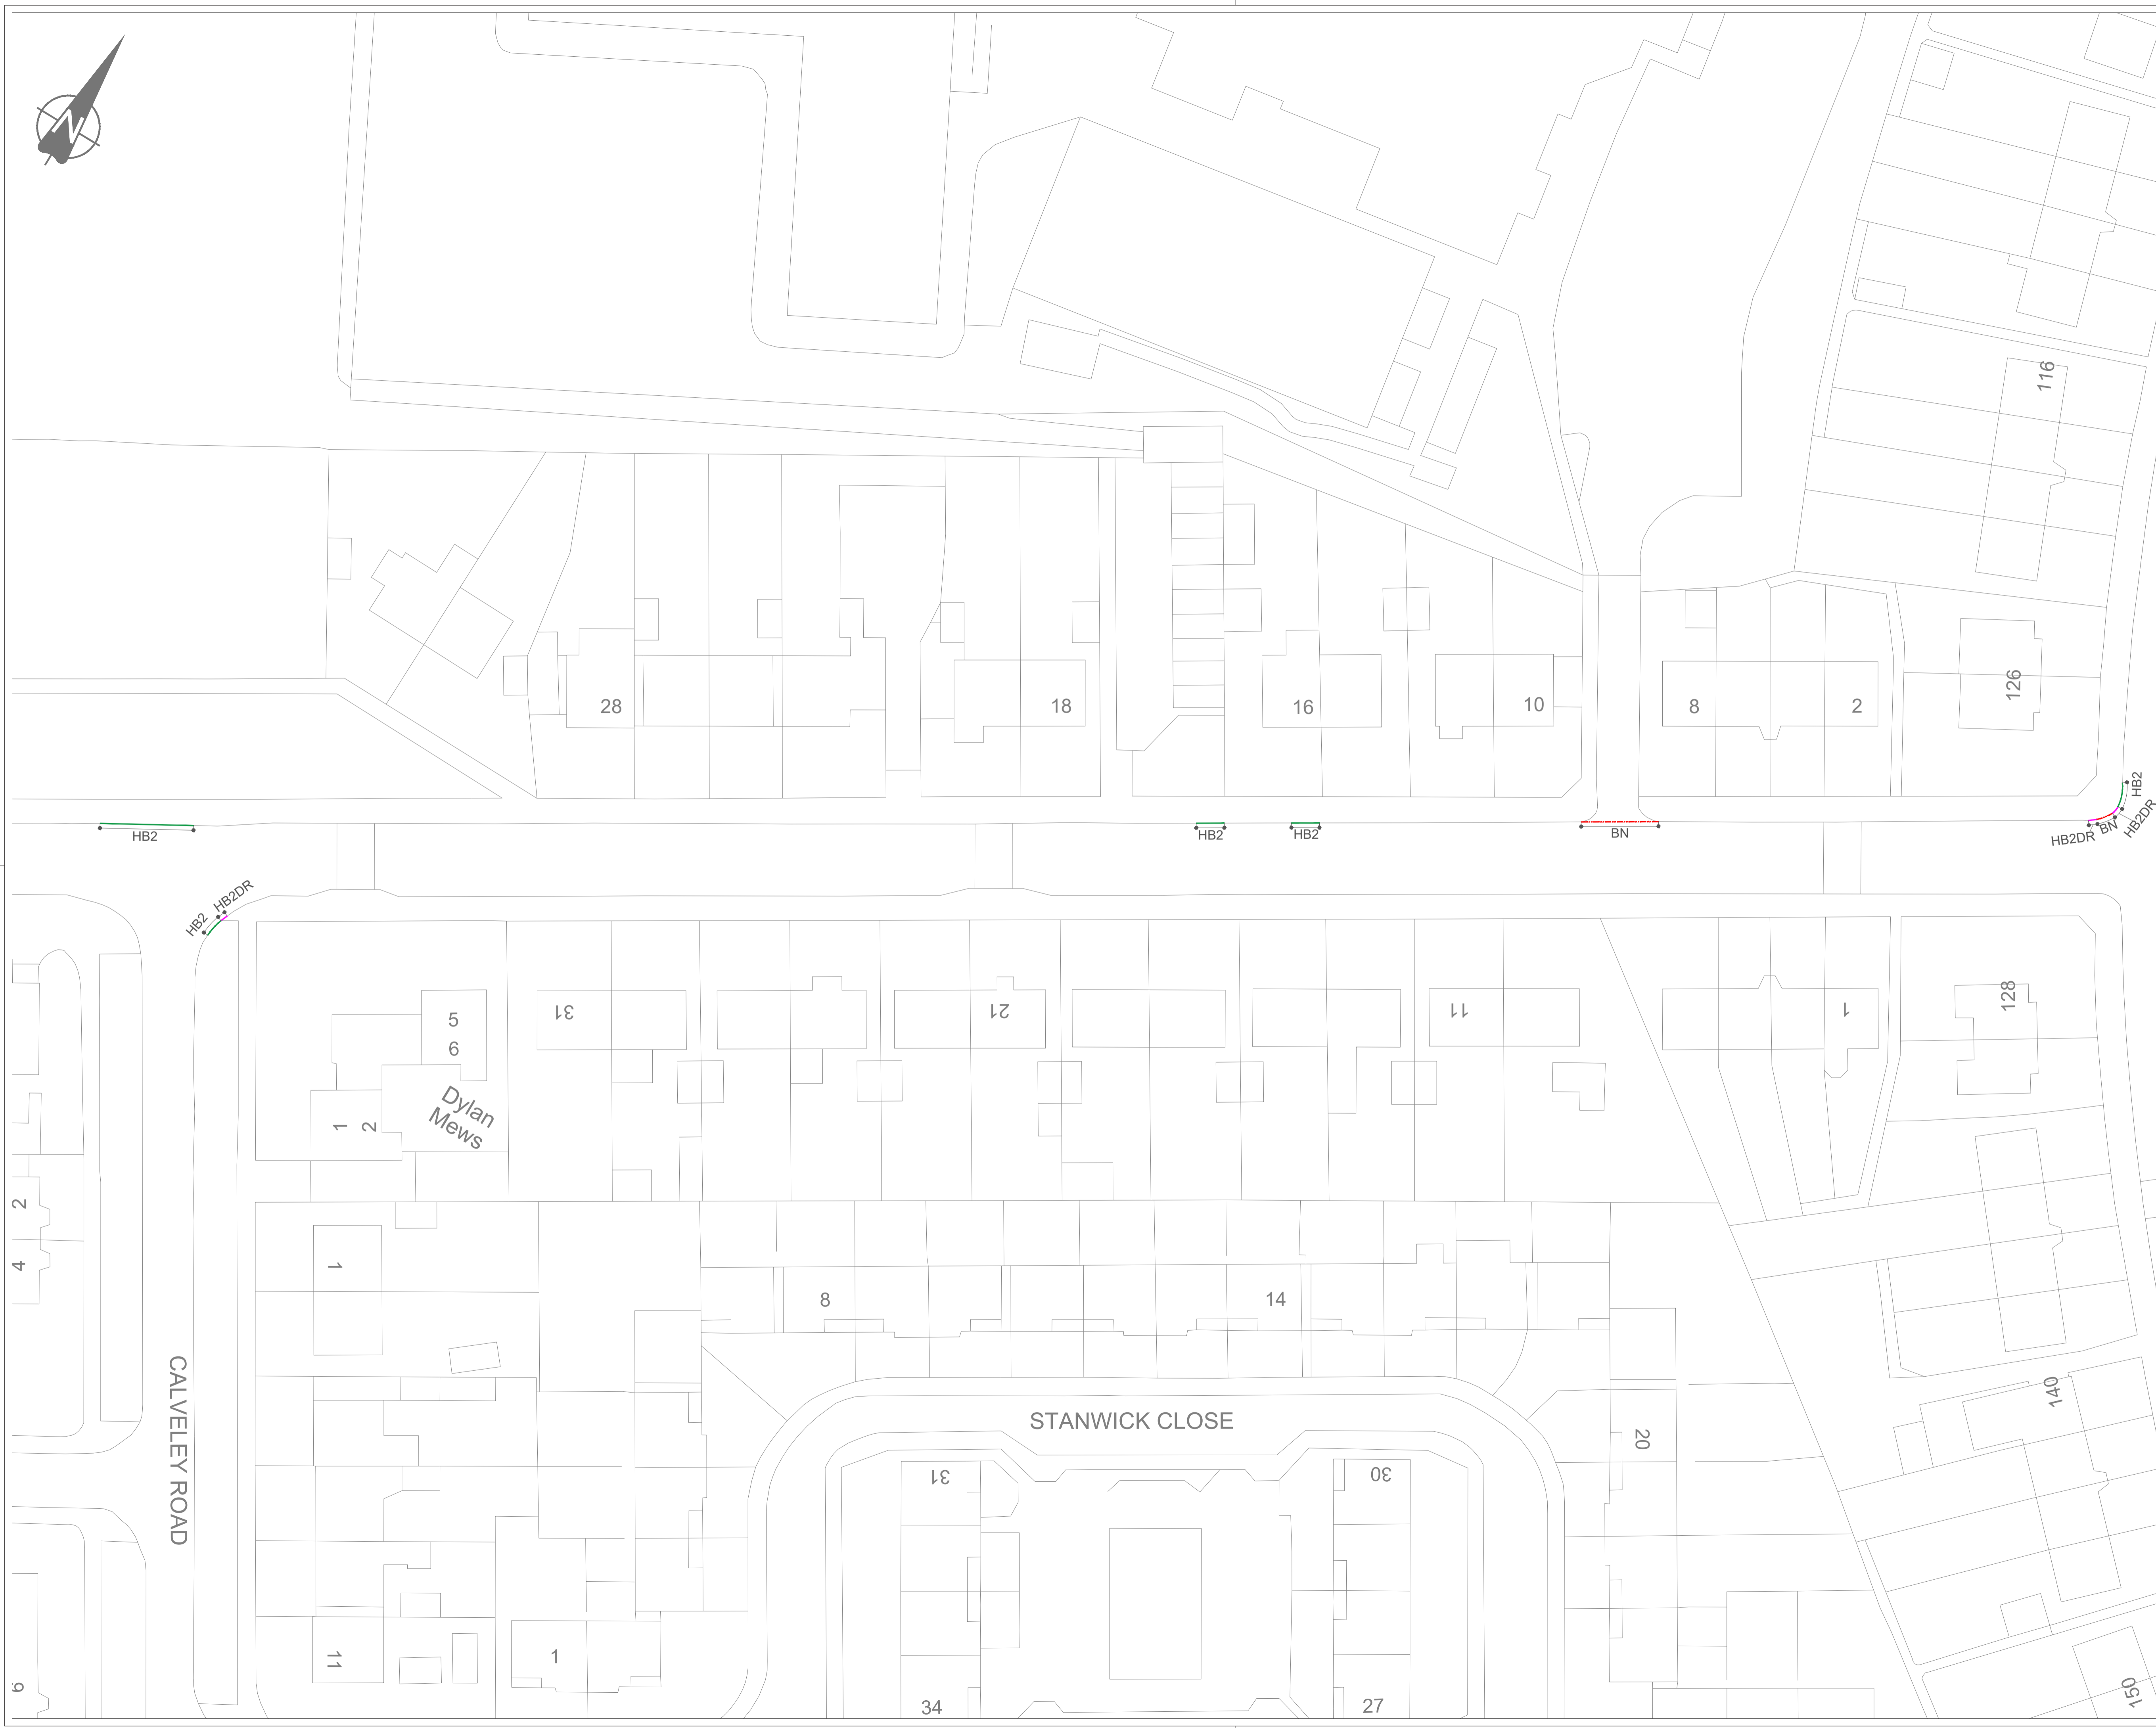 N
116
28
18
16
10
8
2
126
HB2
HB2
HB2
BN
HB2DR
BN
HB2DR
HB2
HB2
HB2DR
5
6
Dylan
Mews
1
2
31
21
11
1
128
2
4
1
8
14
CALVELEY ROAD
STANWICK CLOSE
140
20
31
30
11
1
9
34
27
150